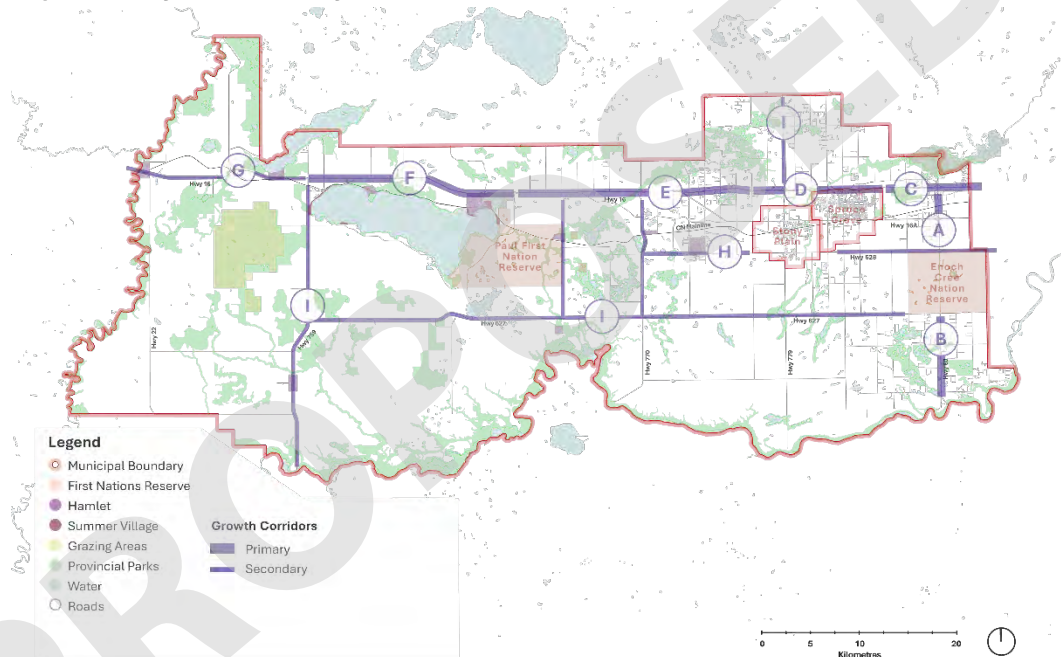 PROPOSED
I
G
F
Hwy 16
E
D
C
Hwy 16
Spruce
Grove
A
CN Mainline
Stony
Plain
Hwy 16A
Paul First
Nation
Reserve
H
Hwy 628
Enoch
Cree
Nation
Reserve
I
I
Hwy 627
Hwy 627
B
Hwy 22
Hwy 759
Hwy 770
Hwy 779
Legend
Municipal Boundary
First Nations Reserve
Hamlet
Summer Village
Grazing Areas
Provincial Parks
Water
Roads
Growth Corridors
Primary
Secondary
0 5 10 20
Kilometres